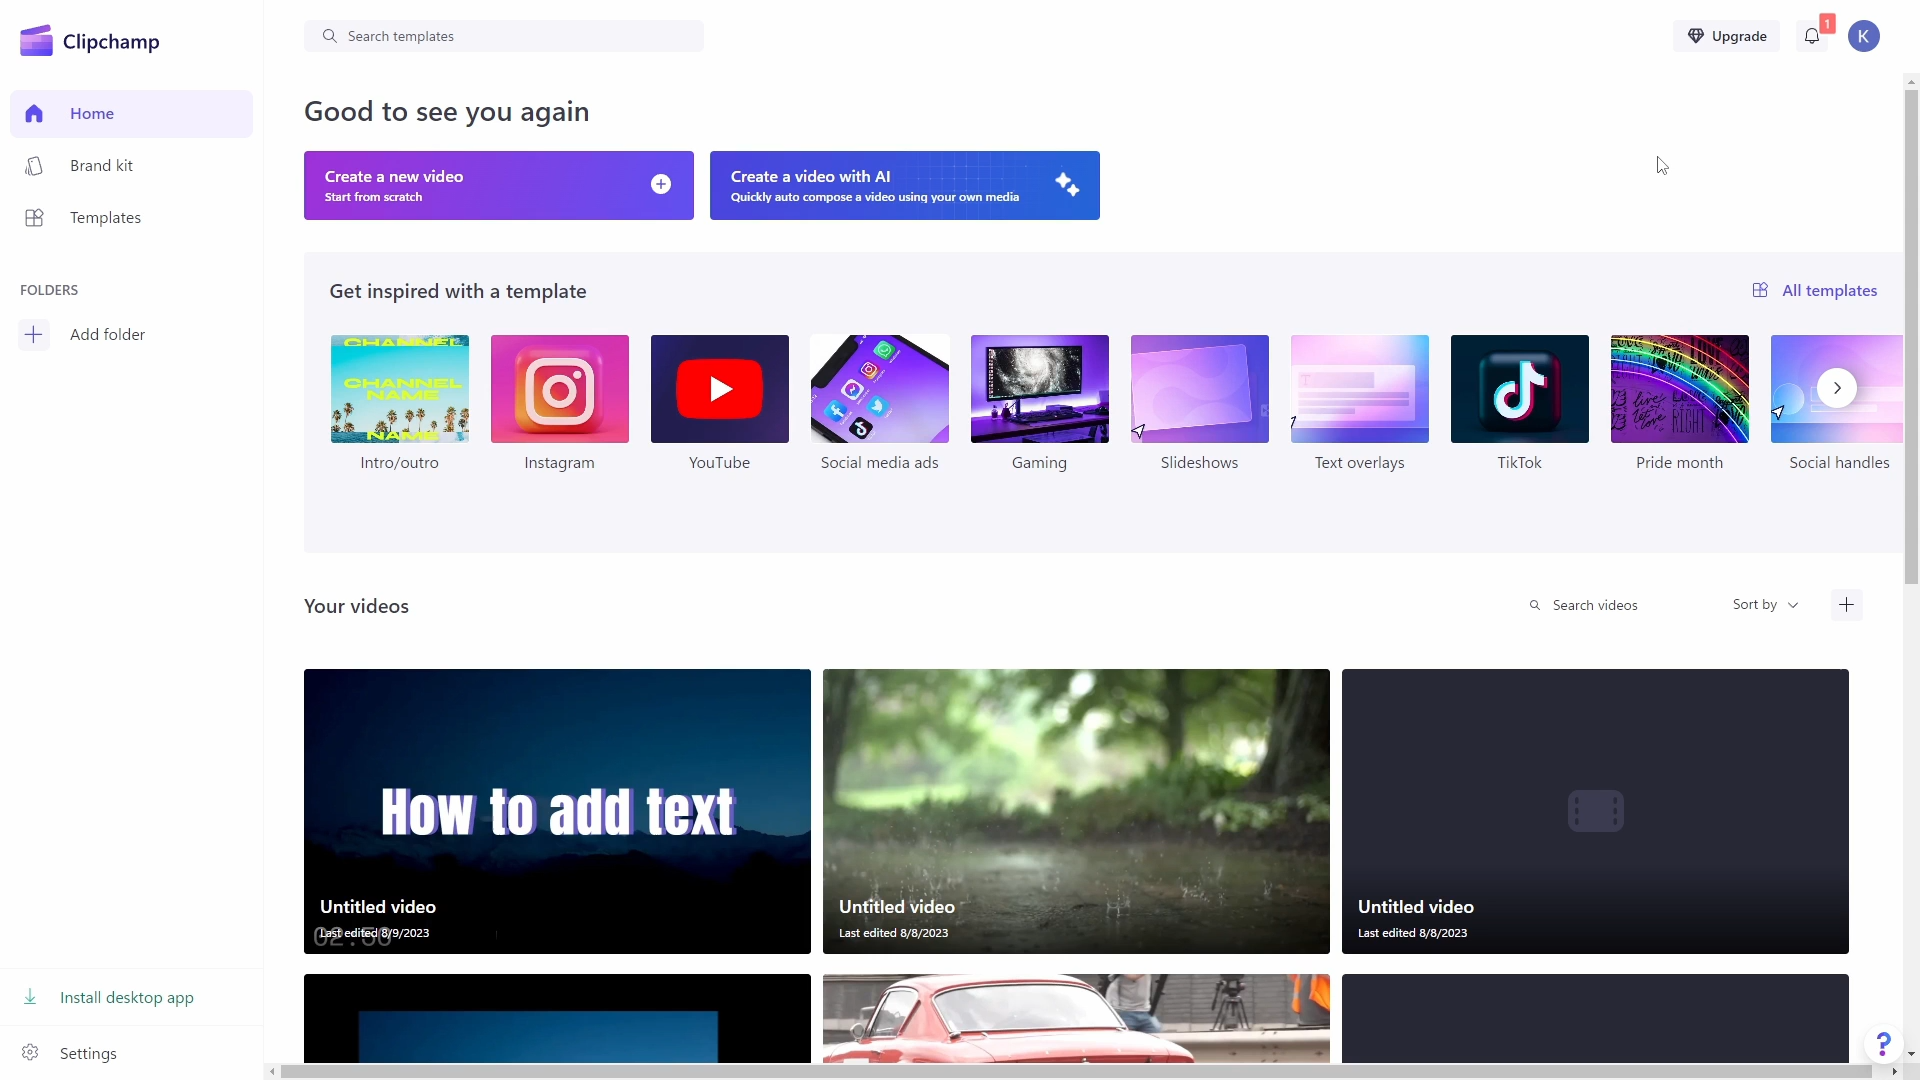 Clipchamp
Search templates
Upgrade
1
K
Home
Brand kit
Templates
FOLDERS
Add folder
Install desktop app
Settings
Good to see you again
Create a new video
Start from scratch
Create a video with AI
Quickly auto compose a video using your own media
Get inspired with a template
All templates
CHANNEL
CHANNEL
NAME
NAME
Intro/outro
Instagram
YouTube
Social media ads
Gaming
Slideshows
Text overlays
TikTok
Pride month
Social handles
Your videos
Search videos
Sort by
How to add text
Untitled video
Last edited 8/9/2023
Untitled video
Last edited 8/8/2023
Untitled video
Last edited 8/8/2023
?